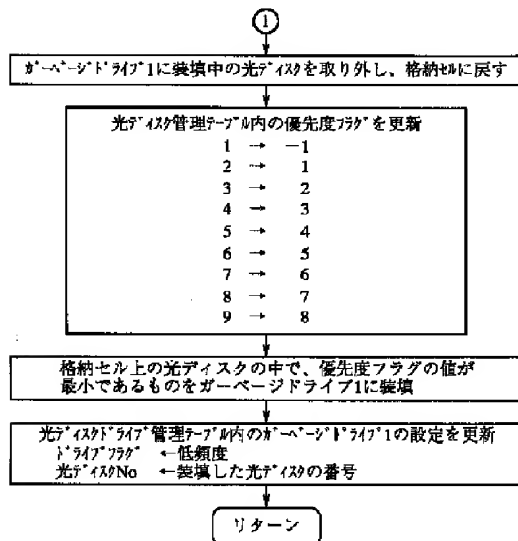 1
ガーベージドライブ1に装填中の光ディスクを取り外し、格納セルに戻す
光ディスク管理テーブル内の優先度フラグを更新
1 → −1
2 → 1
3 → 2
4 → 3
5 → 4
6 → 5
7 → 6
8 → 7
9 → 8
格納セル上の光ディスクの中で、優先度フラグの値が
最小であるものをガーベージドライブ1に装填
光ディスクドライブ管理テーブル内のガーベージドライブ1の設定を更新
ドライブフラグ ←低頻度
光ディスクNo ←装填した光ディスクの番号
リターン